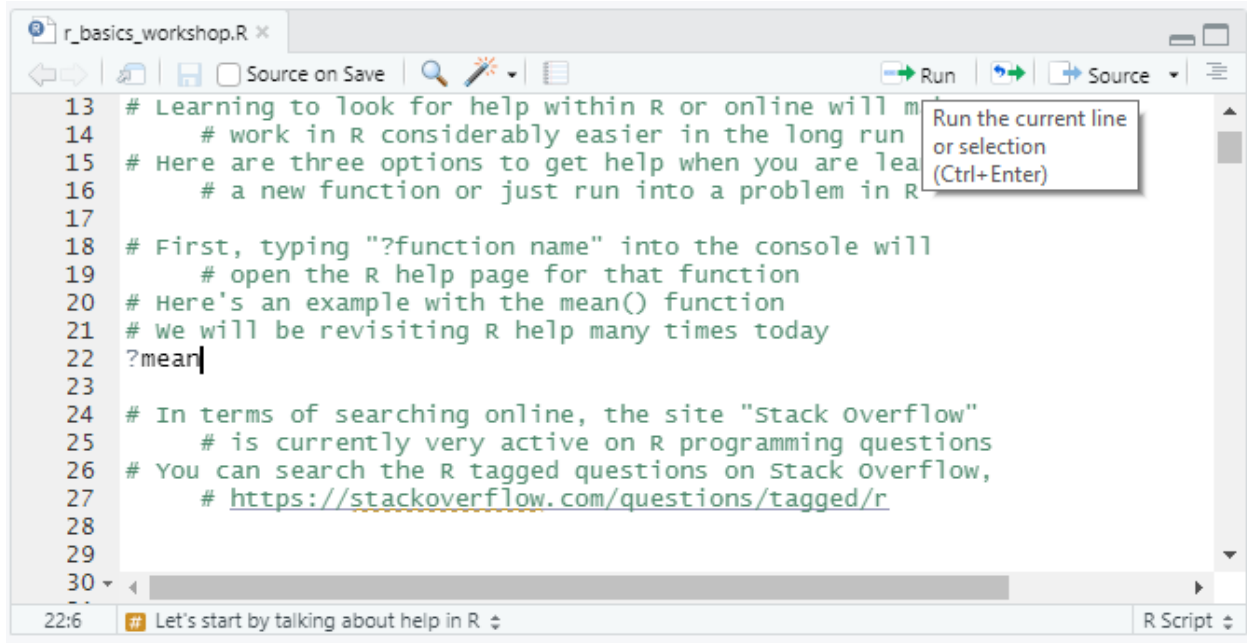 r_basics_workshop.R
Source on Save Run Source
13 # Learning to look for help within R or online will
14 # work in R considerably easier in the long run
15 # Here are three options to get help when you are
16 # a new function or just run into a problem in R
Run the current line
or selection
(Ctrl+Enter)
17
18 # First, typing "?function name" into the console will
19 # open the R help page for that function
20 # Here's an example with the mean() function
21 # We will be revisiting R help many times today
22 ?mean
23
24 # In terms of searching online, the site "Stack Overflow"
25 # is currently very active on R programming questions
26 # You can search the R tagged questions on Stack Overflow,
27 # https://stackoverflow.com/questions/tagged/r
28
29
30
22:6 # Let's start by talking about help in R R Script